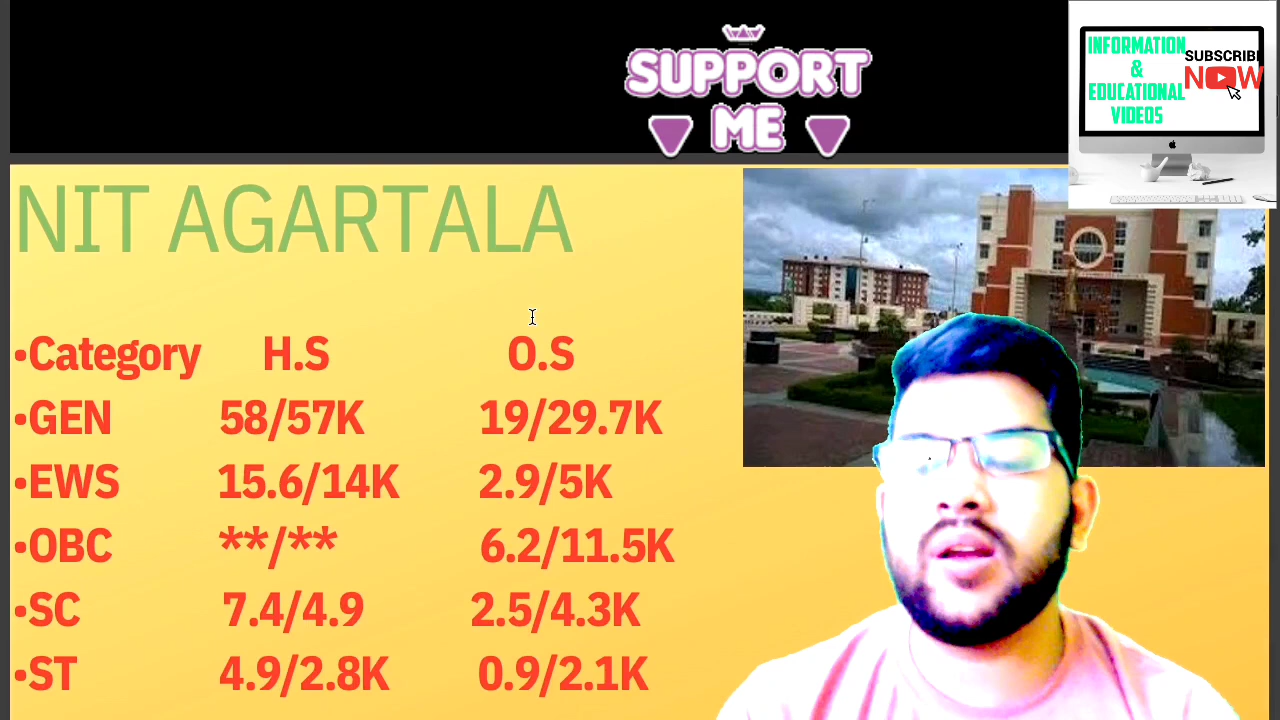 SUPPORT
ME
INFORMATION
&
EDUCATIONAL
VIDEOS
SUBSCRIBE
NOW
NIT AGARTALA
•Category H.S O.S
•GEN 58/57K 19/29.7K
•EWS 15.6/14K 2.9/5K
•OBC **/** 6.2/11.5K
•SC 7.4/4.9 2.5/4.3K
•ST 4.9/2.8K 0.9/2.1K